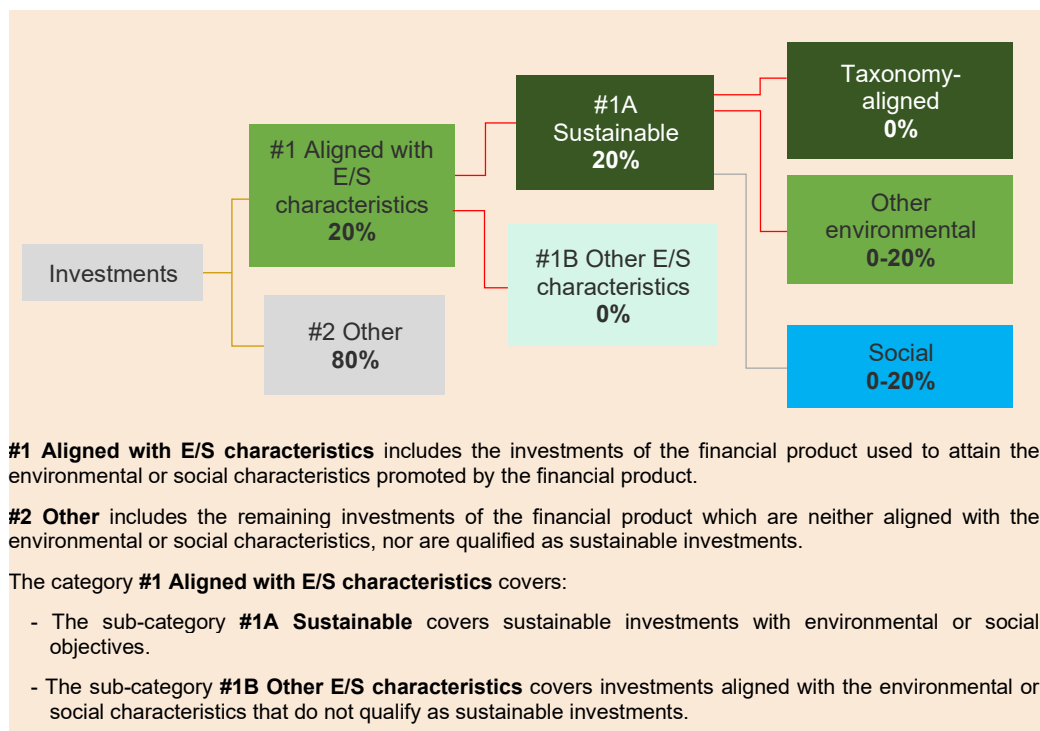 Investments
#1 Aligned with
E/S
characteristics
20%
#2 Other
80%
#1A
Sustainable
20%
#1B Other E/S
characteristics
0%
Taxonomy-
aligned
0%
Other
environmental
0-20%
Social
0-20%
#1 Aligned with E/S characteristics includes the investments of the financial product used to attain the
environmental or social characteristics promoted by the financial product.
#2 Other includes the remaining investments of the financial product which are neither aligned with the
environmental or social characteristics, nor are qualified as sustainable investments.
The category #1 Aligned with E/S characteristics covers:
- The sub-category #1A Sustainable covers sustainable investments with environmental or social
objectives.
- The sub-category #1B Other E/S characteristics covers investments aligned with the environmental or
social characteristics that do not qualify as sustainable investments.